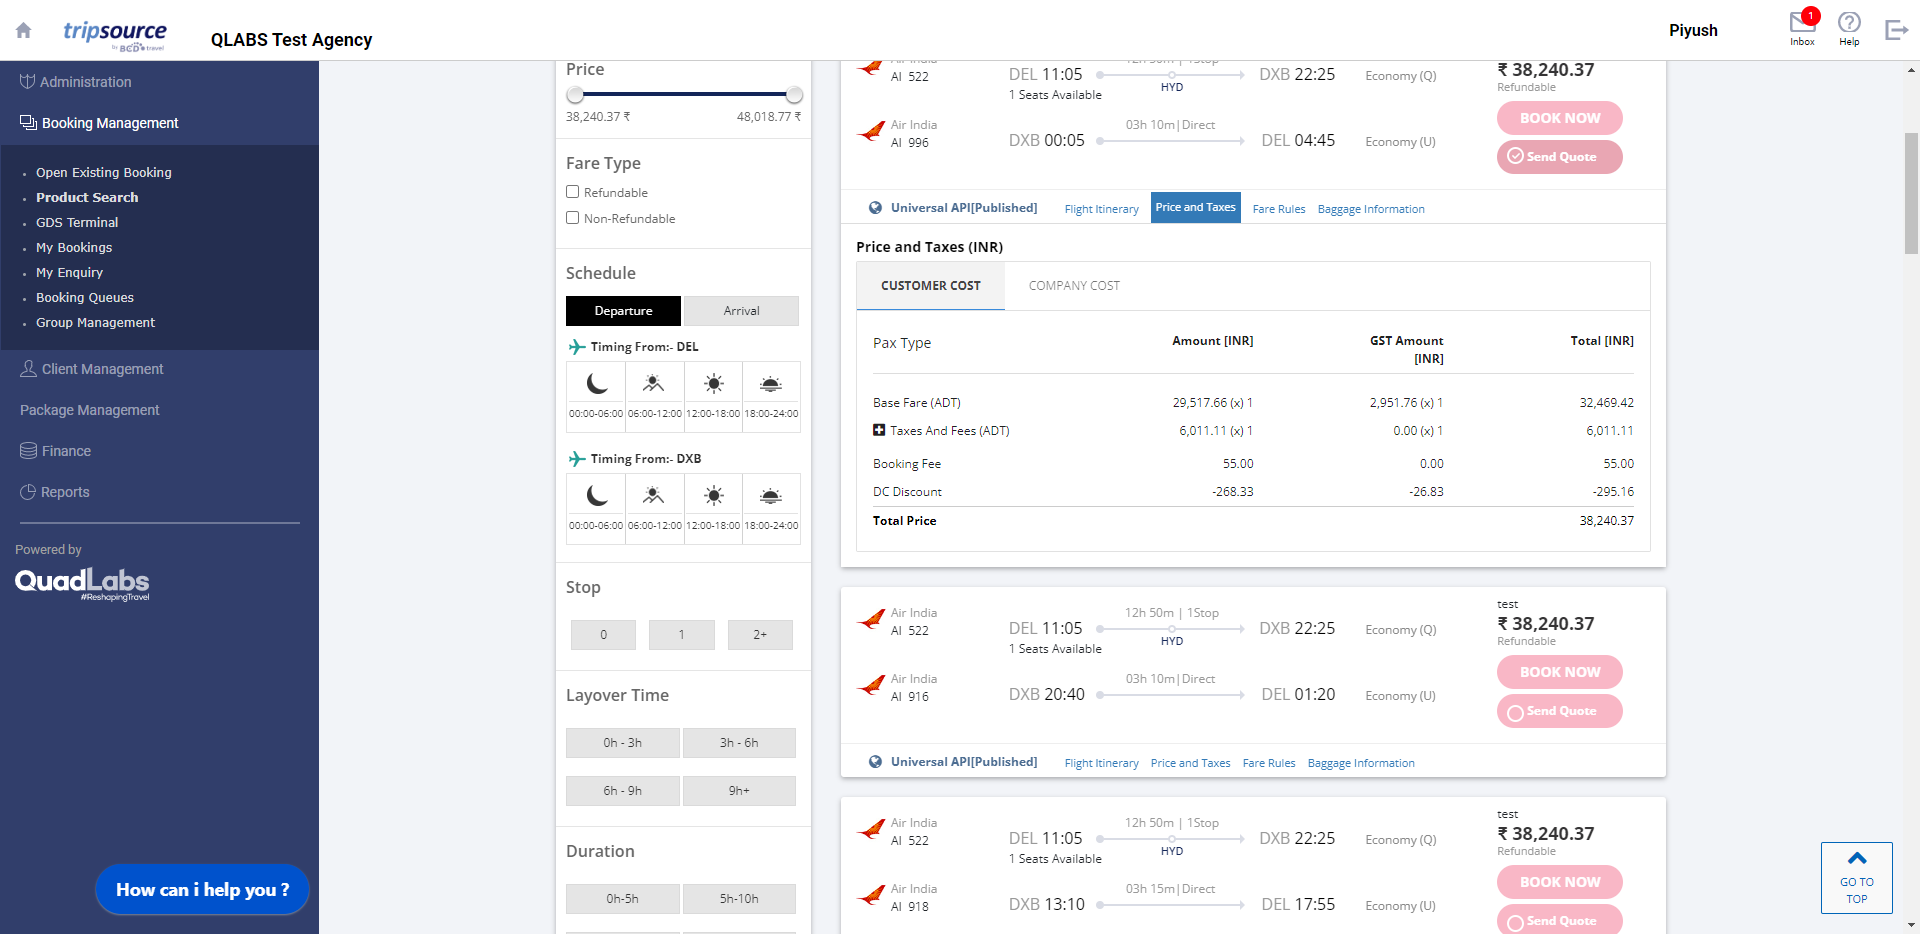 tripsource
by BCD travel
QLABS Test Agency
Piyush
1
Inbox
Help
Administration
Booking Management
Open Existing Booking
Product Search
GDS Terminal
My Bookings
My Enquiry
Booking Queues
Group Management
Client Management
Package Management
Finance
Reports
Powered by
QuadLabs
#ReshapingTravel
How can i help you ?
Price
38,240.37 ₹ 48,018.77 ₹
Fare Type
Refundable
Non-Refundable
Schedule
Departure Arrival
Timing From:- DEL
00:00-06:00 06:00-12:00 12:00-18:00 18:00-24:00
Timing From:- DXB
00:00-06:00 06:00-12:00 12:00-18:00 18:00-24:00
Stop
0 1 2+
Layover Time
0h - 3h 3h - 6h
6h - 9h 9h+
Duration
0h-5h 5h-10h
Air India 12h 50m | 1Stop
AI 522 DEL 11:05 DXB 22:25 Economy (Q) ₹ 38,240.37
HYD Refundable
1 Seats Available
BOOK NOW
Air India 03h 10m|Direct
AI 996 DXB 00:05 DEL 04:45 Economy (U)
Send Quote
Universal API[Published] Flight Itinerary Price and Taxes Fare Rules Baggage Information
Price and Taxes (INR)
CUSTOMER COST COMPANY COST
Pax Type Amount [INR] GST Amount [INR] Total [INR]
Base Fare (ADT) 29,517.66 (x) 1 2,951.76 (x) 1 32,469.42
Taxes And Fees (ADT) 6,011.11 (x) 1 0.00 (x) 1 6,011.11
Booking Fee 55.00 0.00 55.00
DC Discount -268.33 -26.83 -295.16
Total Price 38,240.37
test
Air India 12h 50m | 1Stop
AI 522 DEL 11:05 DXB 22:25 Economy (Q) ₹ 38,240.37
HYD Refundable
1 Seats Available
BOOK NOW
Air India 03h 10m|Direct
AI 916 DXB 20:40 DEL 01:20 Economy (U)
Send Quote
Universal API[Published] Flight Itinerary Price and Taxes Fare Rules Baggage Information
test
Air India 12h 50m | 1Stop
AI 522 DEL 11:05 DXB 22:25 Economy (Q) ₹ 38,240.37
HYD Refundable
1 Seats Available
BOOK NOW
Air India 03h 15m|Direct
AI 918 DXB 13:10 DEL 17:55 Economy (U)
Send Quote
GO TO
TOP